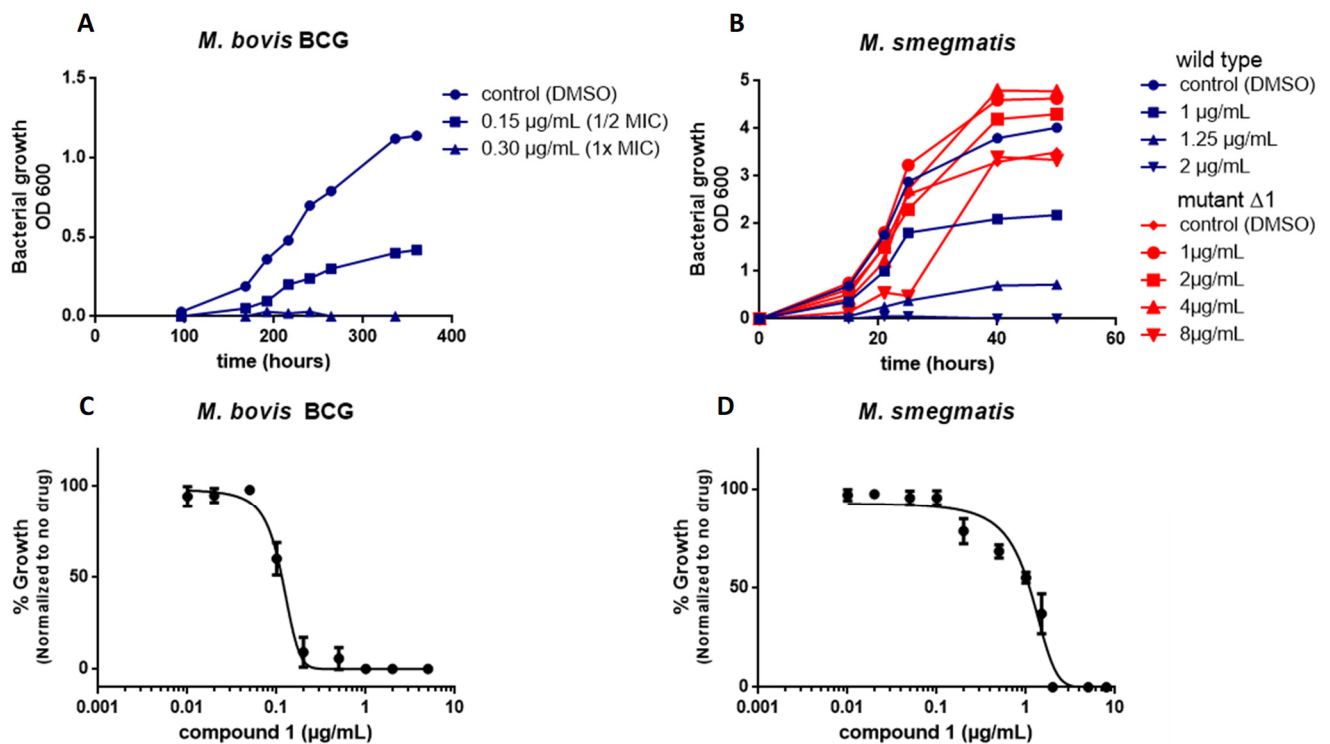 A
M. bovis BCG
Bacterial growth
OD 600
1.5
1.0
0.5
0.0
0
100
200
300
400
time (hours)
control (DMSO)
0.15 µg/mL (1/2 MIC)
0.30 µg/mL (1x MIC)
B
M. smegmatis
Bacterial growth
OD 600
5
4
3
2
1
0
0
20
40
60
time (hours)
wild type
control (DMSO)
1 µg/mL
1.25 µg/mL
2 µg/mL
mutant Δ1
control (DMSO)
1µg/mL
2µg/mL
4µg/mL
8µg/mL
C
M. bovis BCG
% Growth
(Normalized to no drug)
100
50
0
0.001
0.01
0.1
1
10
compound 1 (µg/mL)
D
M. smegmatis
% Growth
(Normalized to no drug)
100
50
0
0.001
0.01
0.1
1
10
compound 1 (µg/mL)